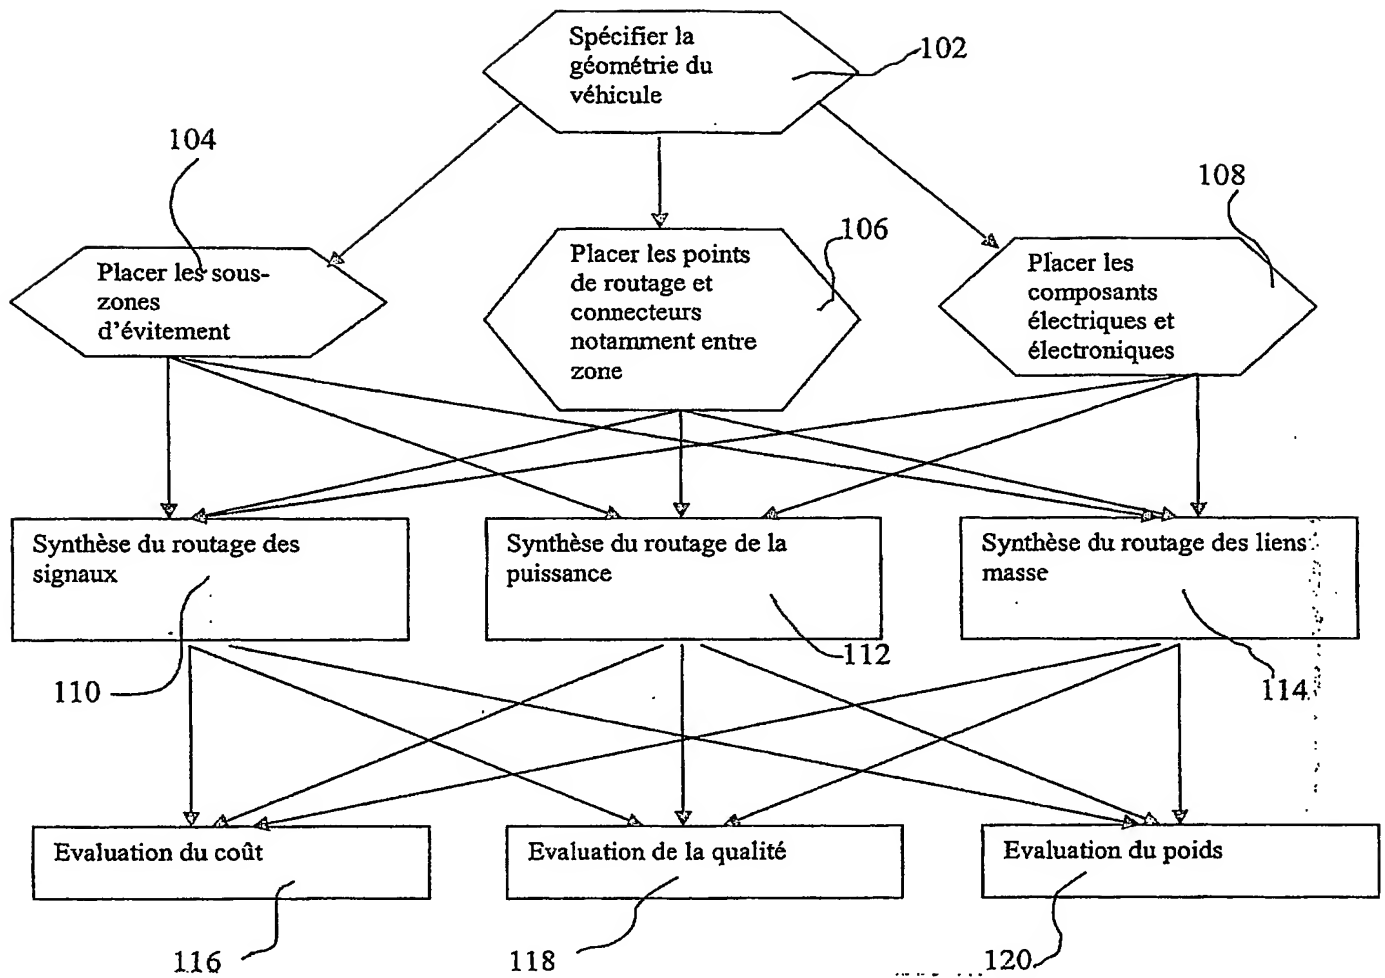 Spécifier la
géométrie du
véhicule
102
104
106
108
Placer les sous-
zones
d'évitement
Placer les points
de routage et
connecteurs
notamment entre
zone
Placer les
composants
électriques et
électroniques
Synthèse du routage des
signaux
Synthèse du routage de la
puissance
Synthèse du routage des liens
masse
110
112
114
Evaluation du coût
Evaluation de la qualité
Evaluation du poids
116
118
120